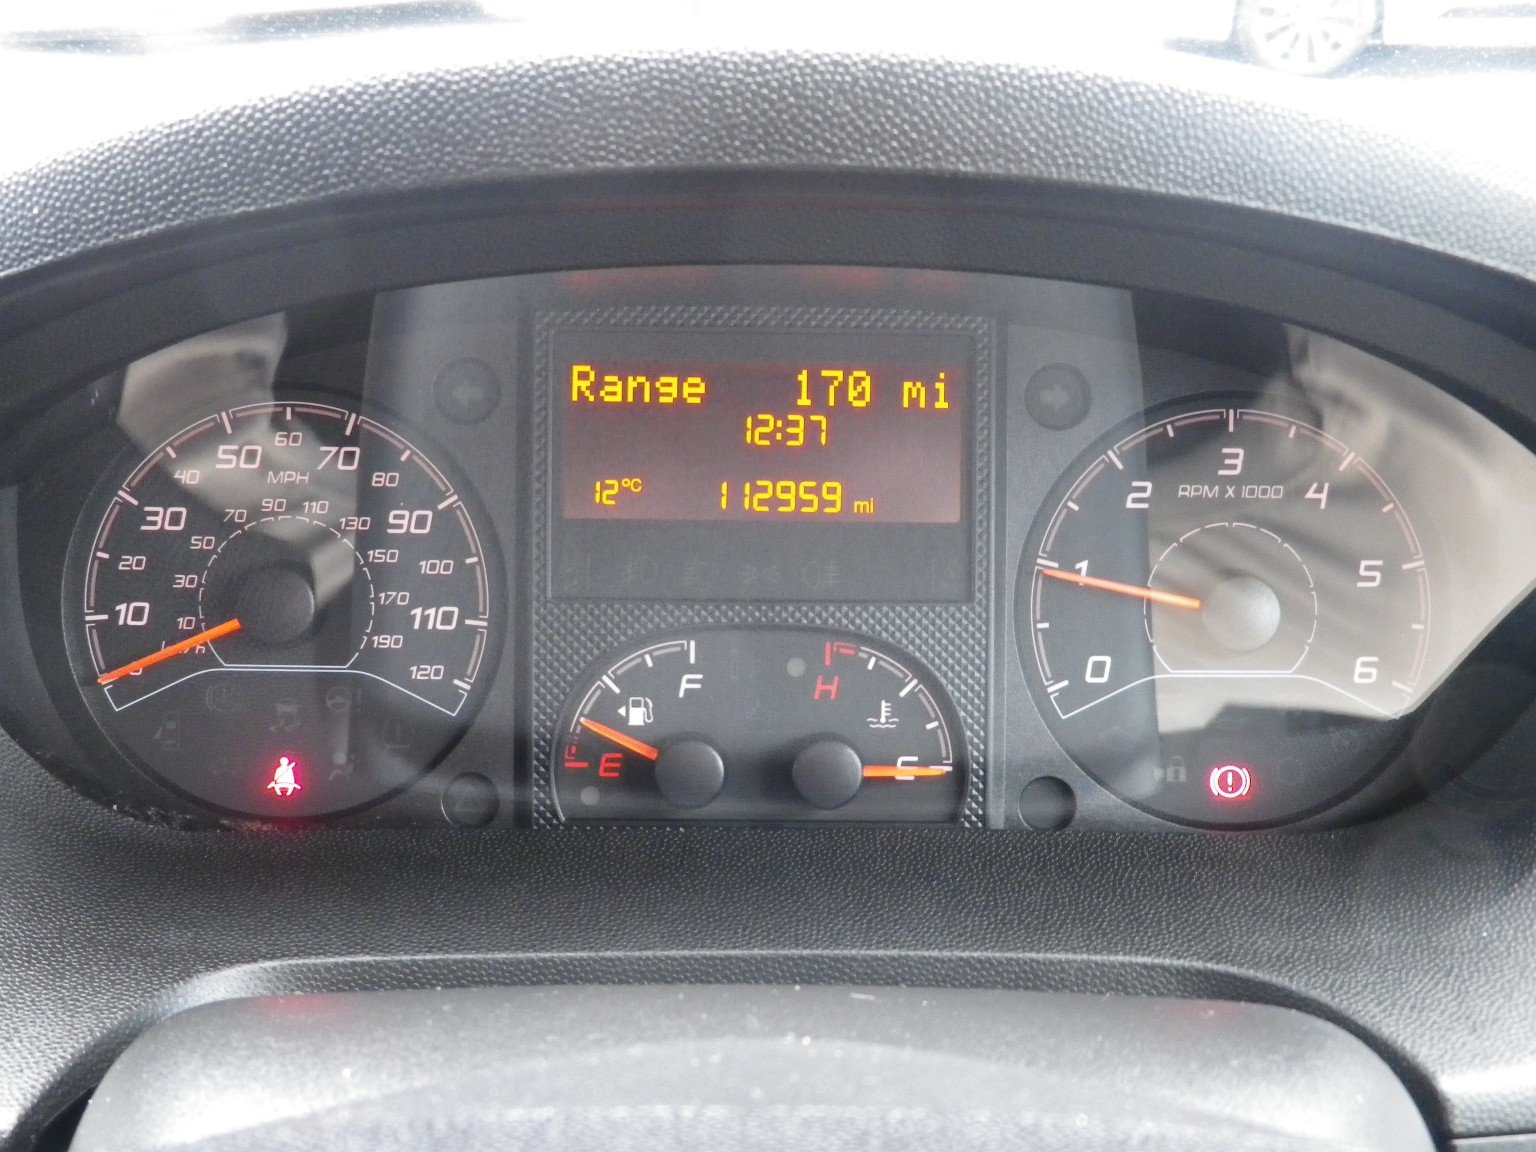 Range 170 mi
12:37
12°C 112959 mi
10 20 30 40 50 60 70 80 90 100 110 120
MPH
10 30 50 70 90 110 130 150 170 190
E F
H C
0 1 2 3 4 5 6
RPM X 1000